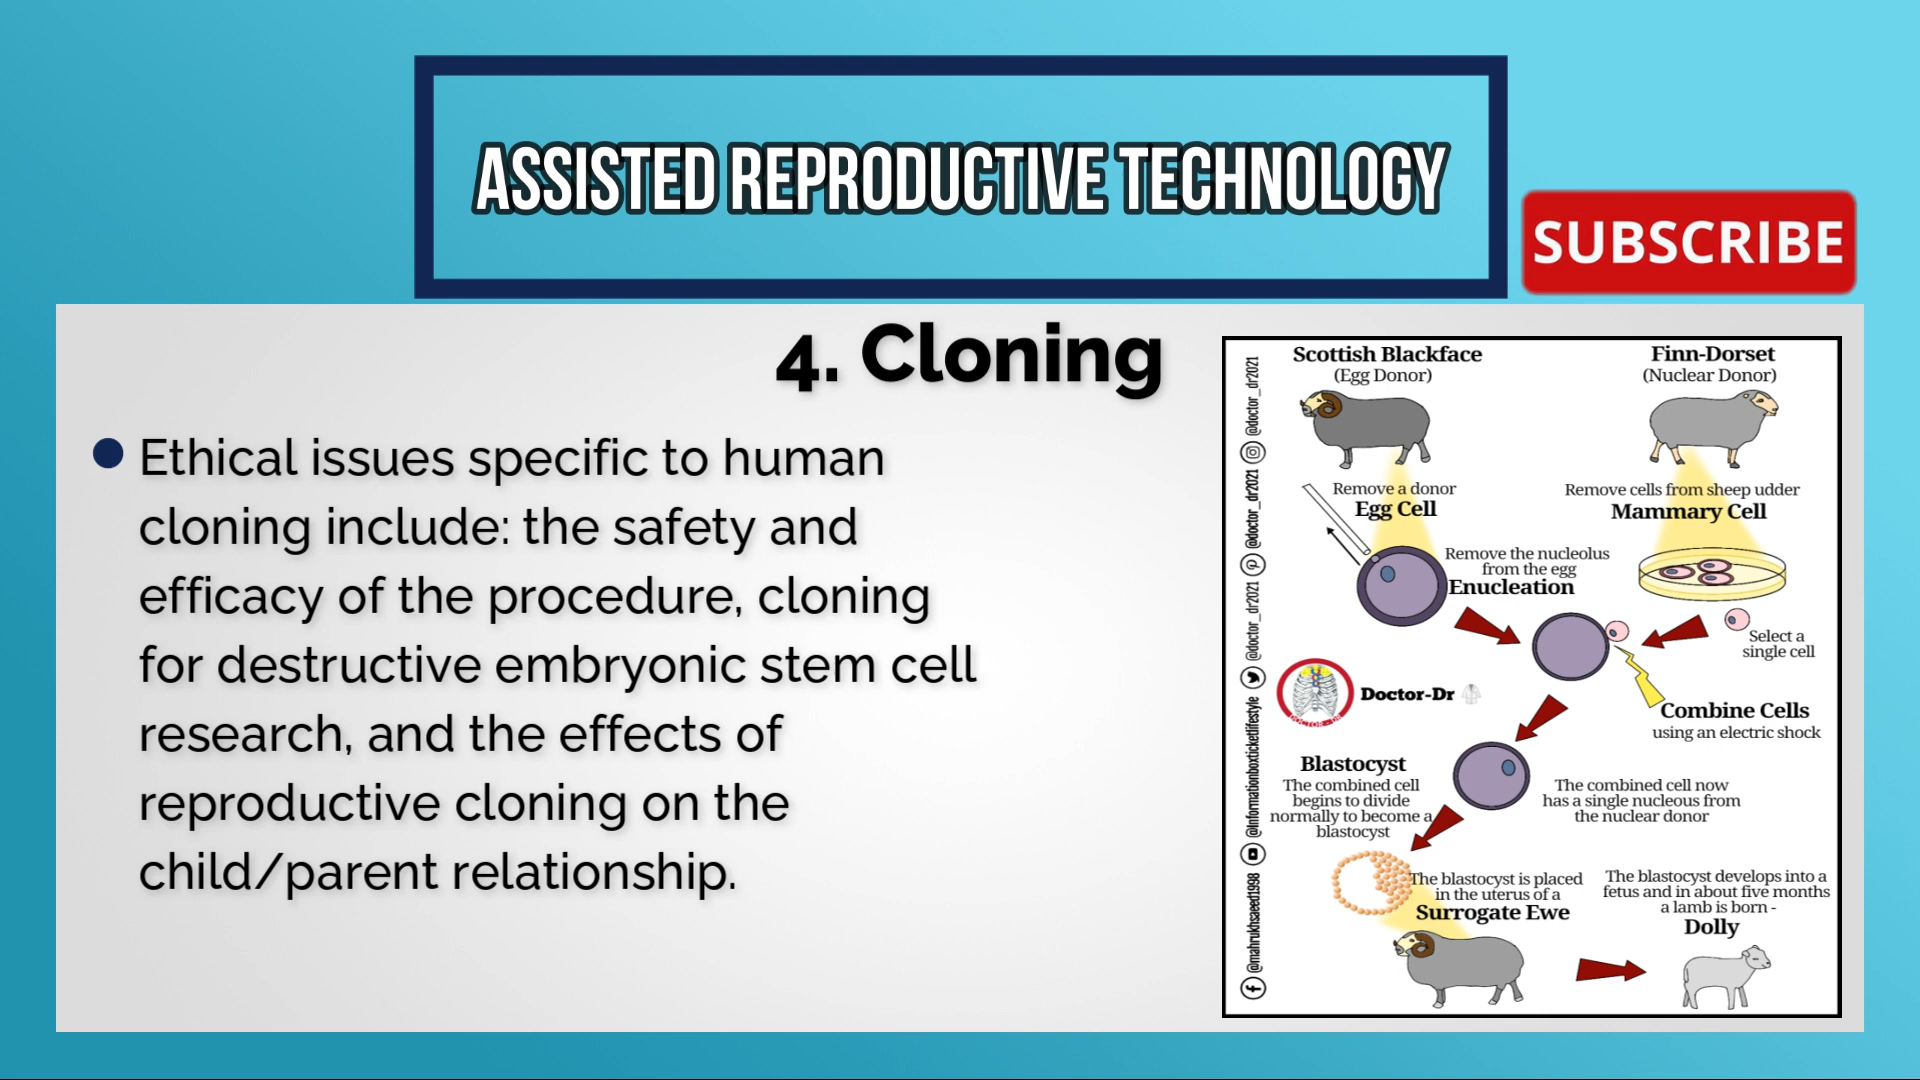 ASSISTED REPRODUCTIVE TECHNOLOGY
SUBSCRIBE
4. Cloning
Ethical issues specific to human
cloning include: the safety and
efficacy of the procedure, cloning
for destructive embryonic stem cell
research, and the effects of
reproductive cloning on the
child/parent relationship.
Scottish Blackface
(Egg Donor)
Finn-Dorset
(Nuclear Donor)
Remove a donor
Egg Cell
Remove cells from sheep udder
Mammary Cell
Remove the nucleolus
from the egg
Enucleation
Select a
single cell
Doctor-Dr
DOCTOR - DR
Combine Cells
using an electric shock
Blastocyst
The combined cell
begins to divide
normally to become a
blastocyst
The combined cell now
has a single nucleous from
the nuclear donor
The blastocyst is placed
in the uterus of a
Surrogate Ewe
The blastocyst develops into a
fetus and in about five months
a lamb is born -
Dolly
@mahrukhsaeed1998 @informationboxticketlifestyle @doctor_dr2021 @doctor_dr2021 @doctor_dr2021